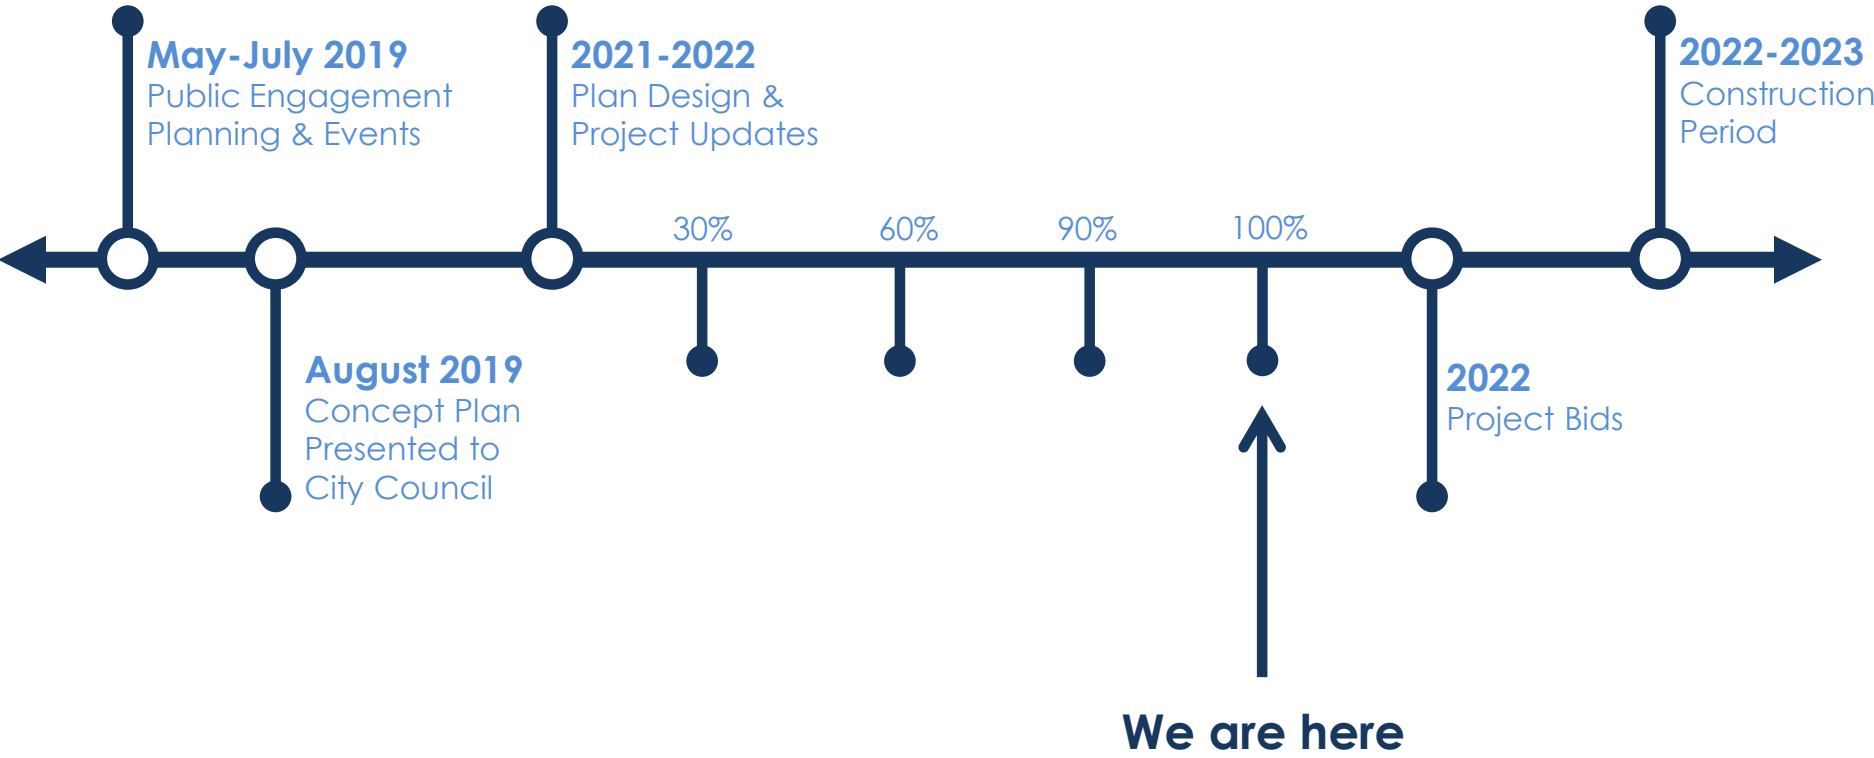 May-July 2019
Public Engagement
Planning & Events
2021-2022
Plan Design &
Project Updates
2022-2023
Construction
Period
30%
60%
90%
100%
August 2019
Concept Plan
Presented to
City Council
2022
Project Bids
We are here